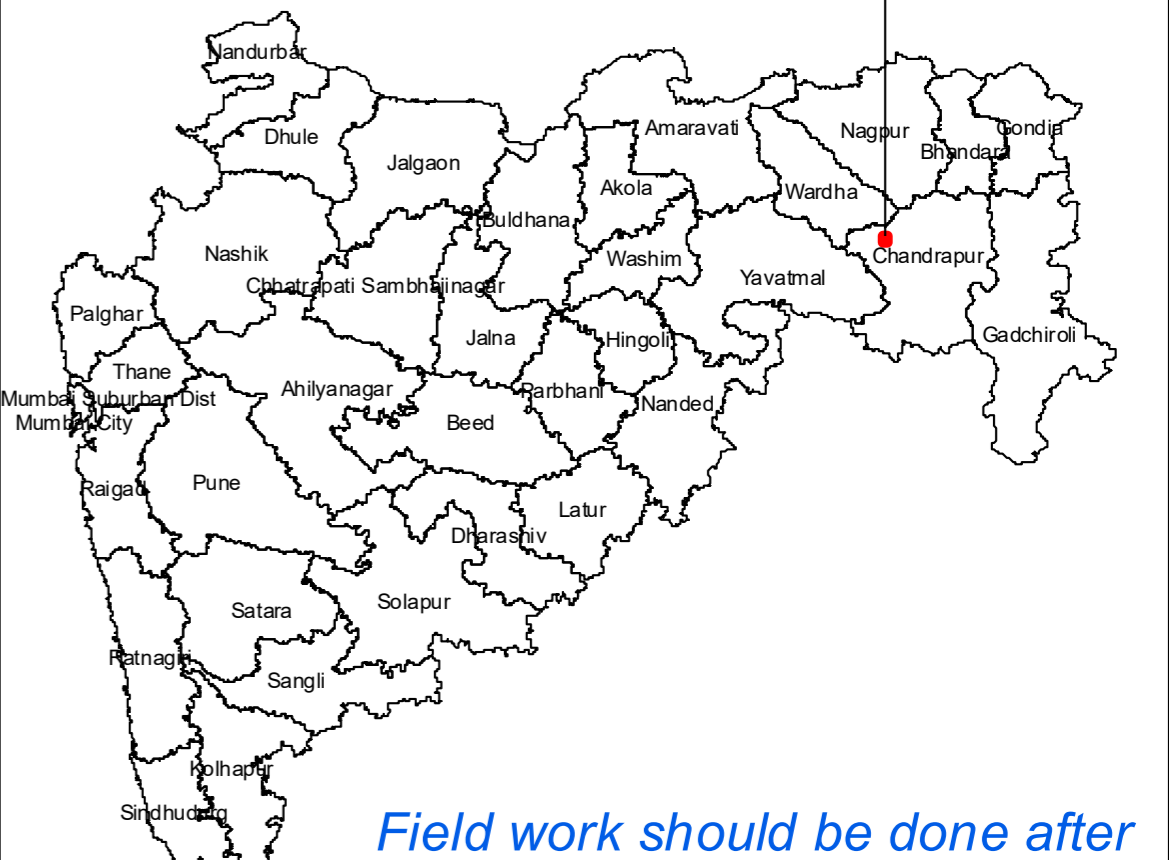 Nandurbar
Dhule
Jalgaon
Amaravati
Nagpur
Gondia
Bhandara
Akola
Wardha
Buldhana
Nashik
Washim
Chandrapur
Chhatrapati Sambhajinagar
Yavatmal
Palghar
Jalna
Hingoli
Gadchiroli
Thane
Ahilyanagar
Parbhani
Mumbai Suburban Dist
Nanded
Mumbai City
Beed
Raigad
Pune
Latur
Dharashiv
Satara
Solapur
Ratnagiri
Sangli
Kolhapur
Sindhudurg
Field work should be done after